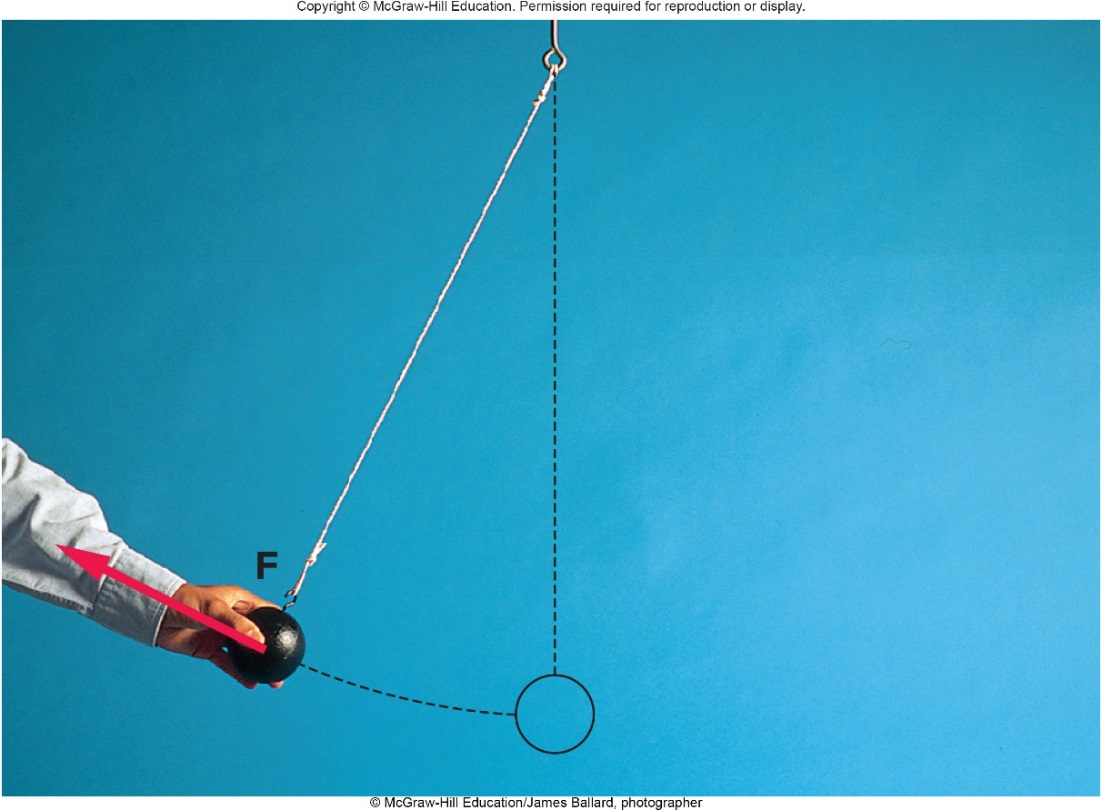 Copyright © McGraw-Hill Education. Permission required for reproduction or display.
F
© McGraw-Hill Education/James Ballard, photographer